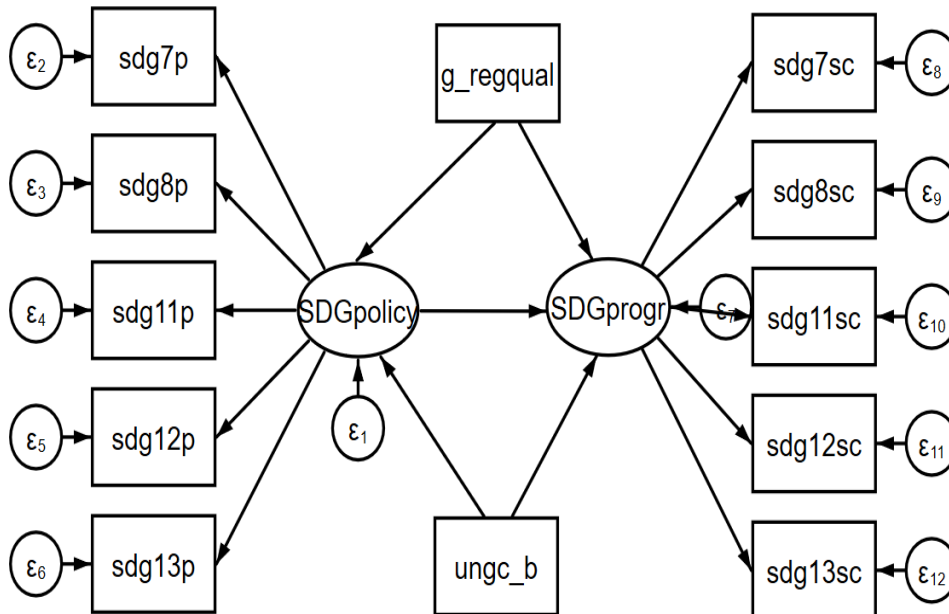 ε2
sdg7p
g_regqual
sdg7sc
ε8
ε3
sdg8p
sdg8sc
ε9
ε4
sdg11p
SDGpolicy
SDGprogr
ε7
sdg11sc
ε10
ε5
sdg12p
ε1
sdg12sc
ε11
ε6
sdg13p
ungc_b
sdg13sc
ε12